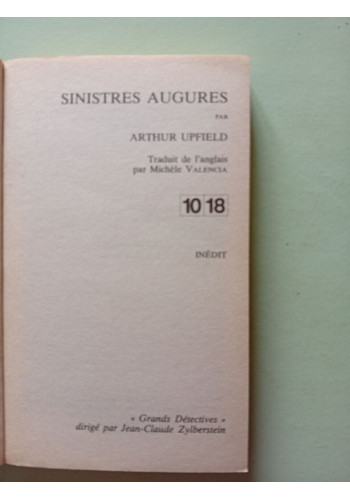 SINISTRES AUGURES
PAR
ARTHUR UPFIELD
Traduit de l'anglais
par Michèle VALENCIA
10 18
INÉDIT
« Grands Détectives »
dirigé par Jean-Claude Zylberstein